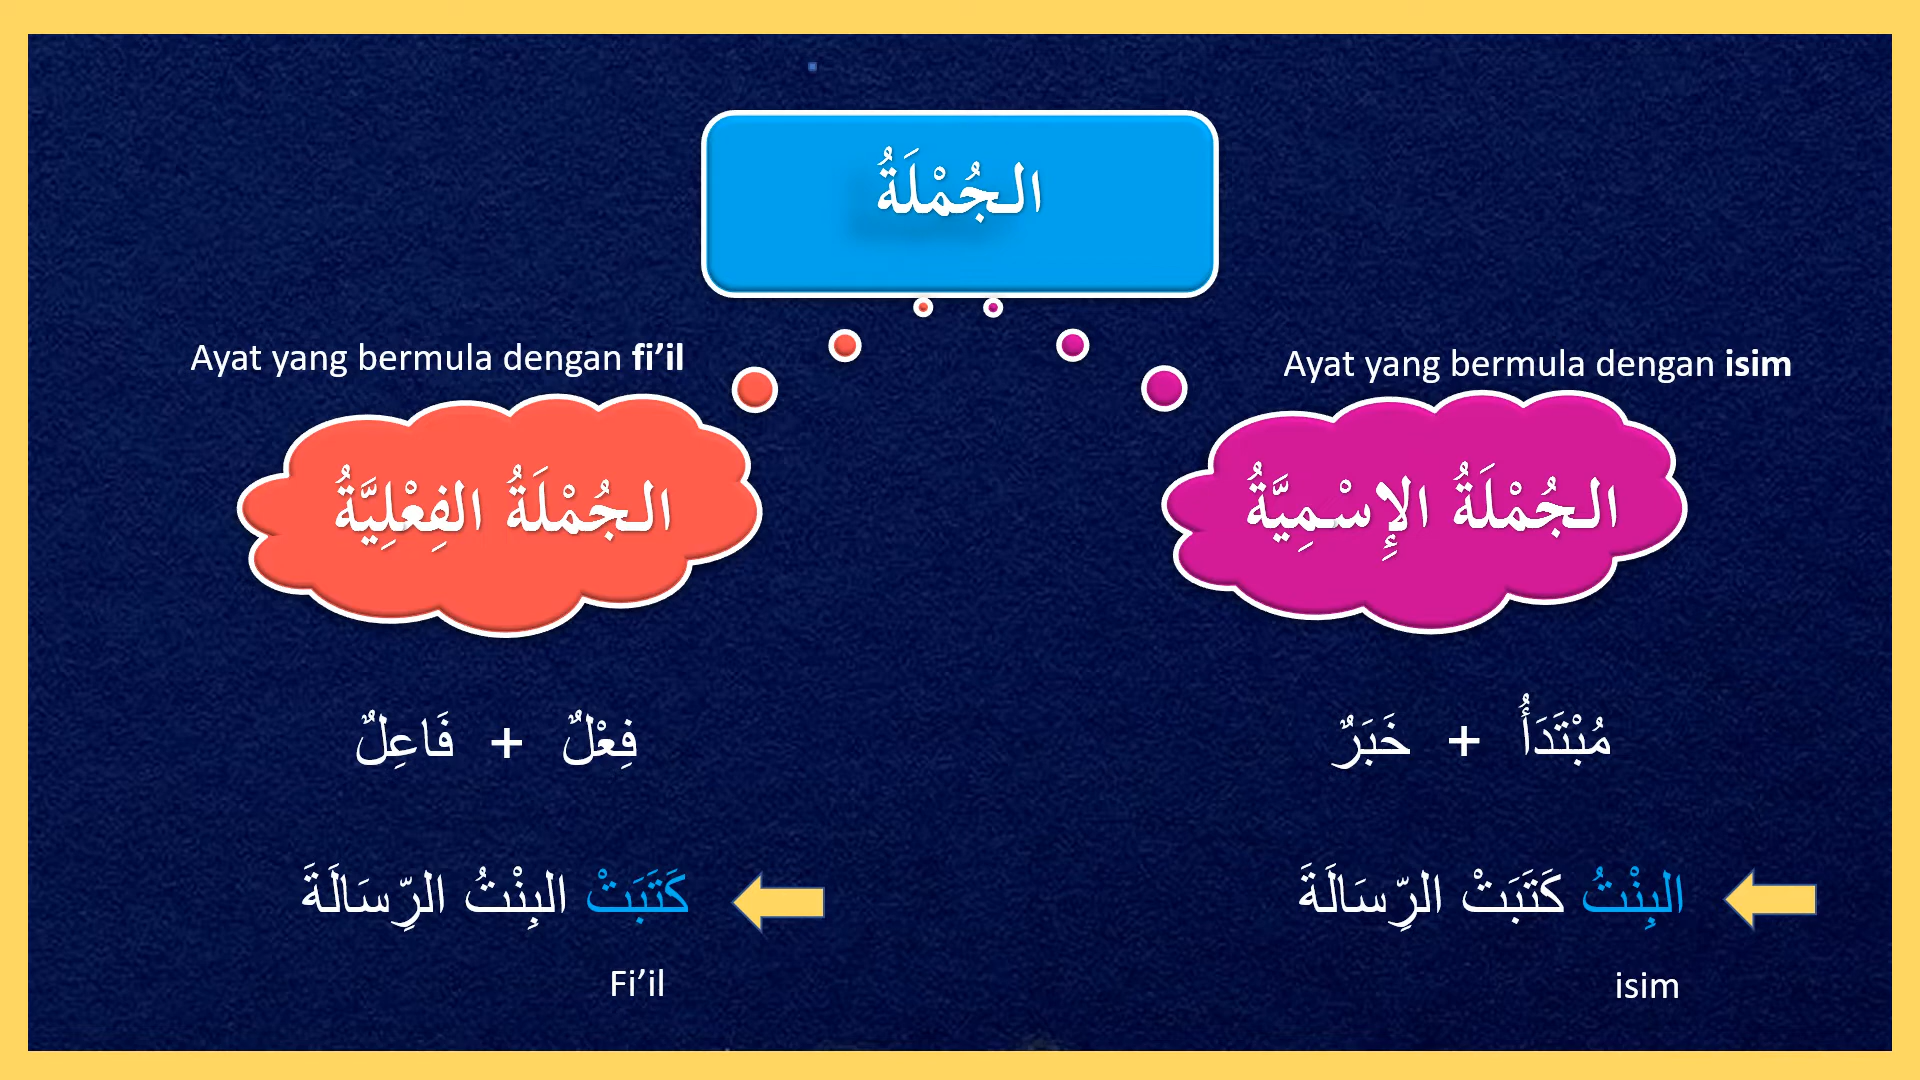 الجُمْلَةُ
Ayat yang bermula dengan isim
الجُمْلَةُ الإِسْمِيَّةُ
مُبْتَدَأُ + خَبَرٌ
البِنْتُ كَتَبَتْ الرِّسَالَةَ
isim
Ayat yang bermula dengan fi’il
الجُمْلَةُ الفِعْلِيَّةُ
فِعْلٌ + فَاعِلٌ
كَتَبَتْ البِنْتُ الرِّسَالَةَ
Fi’il